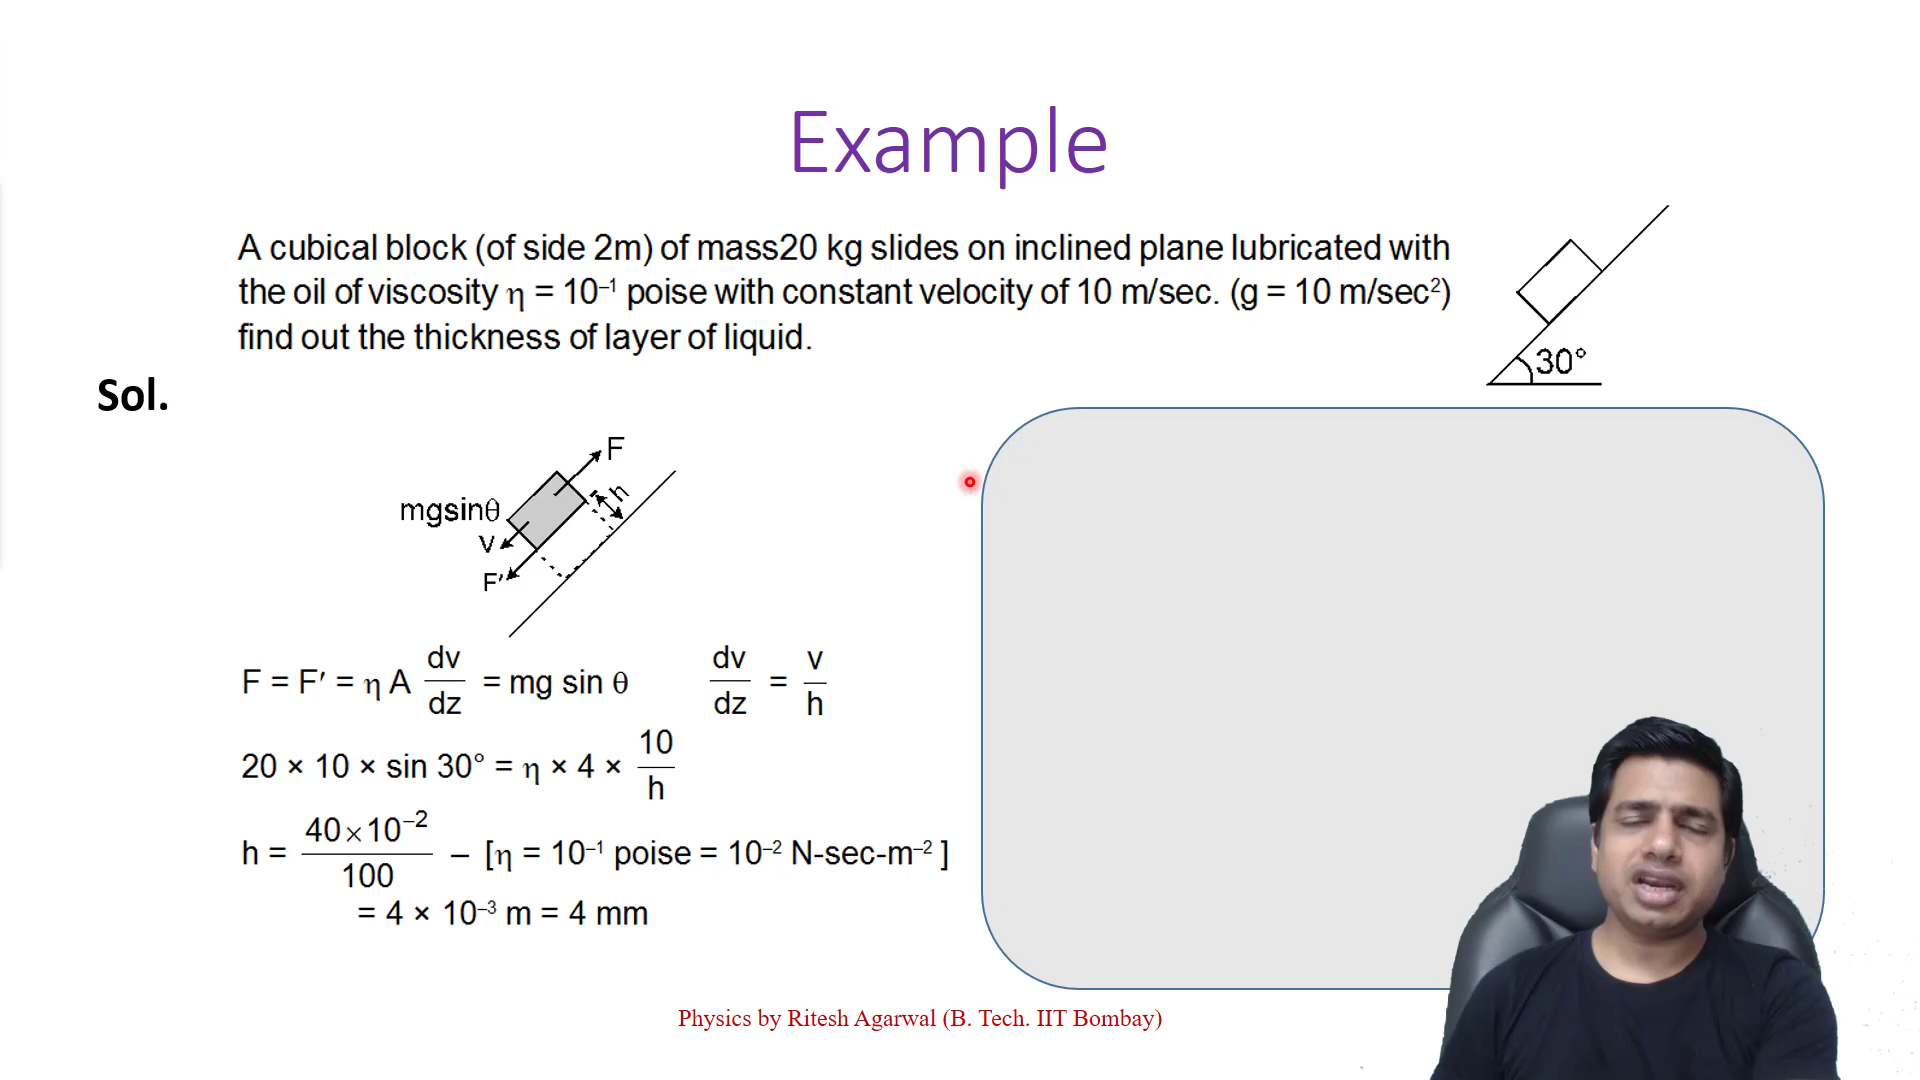 Example
A cubical block (of side 2m) of mass20 kg slides on inclined plane lubricated with
the oil of viscosity η = 10⁻¹ poise with constant velocity of 10 m/sec. (g = 10 m/sec²)
find out the thickness of layer of liquid.
30°
Sol.
F
h
mgsinθ
v
F′
F = F′ = η A dv/dz = mg sin θ dv/dz = v/h
20 × 10 × sin 30° = η × 4 × 10/h
h = 40×10⁻²/100 – [η = 10⁻¹ poise = 10⁻² N-sec-m⁻² ]
= 4 × 10⁻³ m = 4 mm
Physics by Ritesh Agarwal (B. Tech. IIT Bombay)